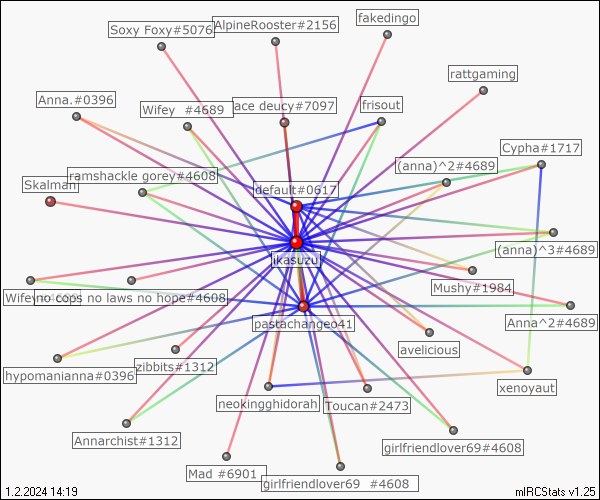 Soxy Foxy#5076
AlpineRooster#2156
fakedingo
rattgaming
Anna.#0396
Wifey #4689
ace deucy#7097
frisout
(anna)^2#4689
Cypha#1717
ramshackle gorey#4608
Skalman
default#0617
ikasuzu
(anna)^3#4689
Mushy#1984
Wifey
no cops no laws no hope#4608
Anna^2#4689
pastachangeo41
avelicious
zibbits#1312
hypomanianna#0396
xenoyaut
neokingghidorah
Toucan#2473
Annarchist#1312
girlfriendlover69#4608
Mad #6901
girlfriendlover69 #4608
1.2.2024 14:19
mIRCStats v1.25